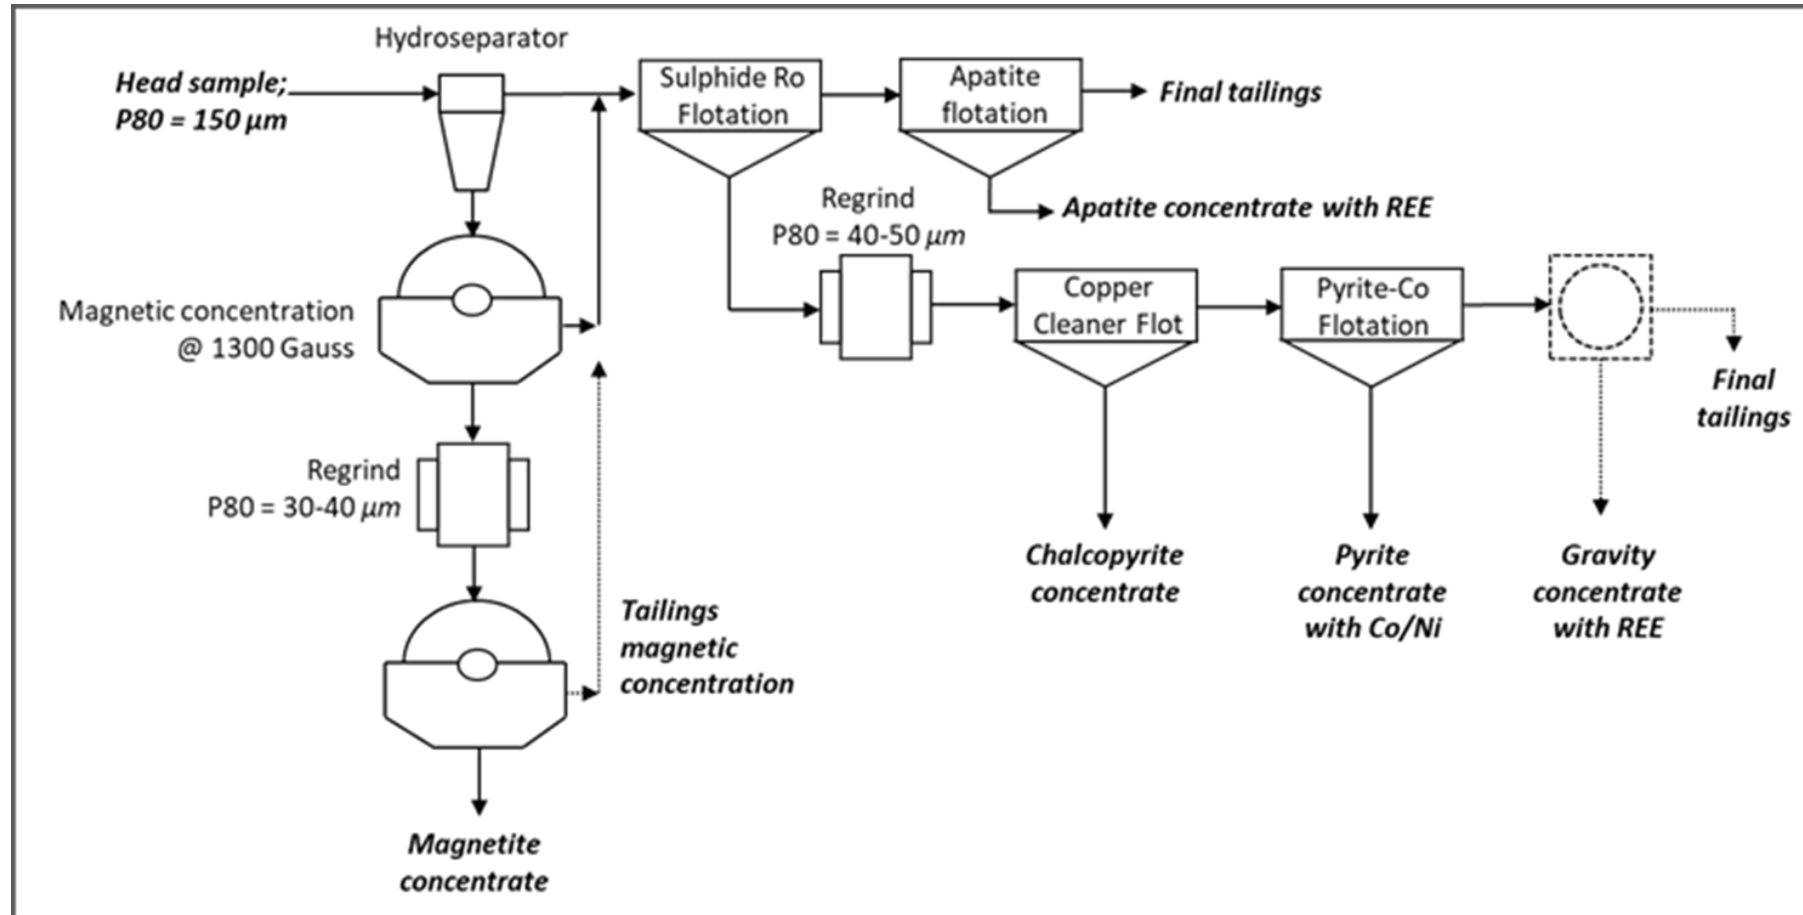 Hydroseparator
Head sample;
P80 = 150 µm
Sulphide Ro
Flotation
Apatite
flotation
Final tailings
Apatite concentrate with REE
Regrind
P80 = 40-50 µm
Magnetic concentration
@ 1300 Gauss
Copper
Cleaner Flot
Pyrite-Co
Flotation
Final
tailings
Regrind
P80 = 30-40 µm
Chalcopyrite
concentrate
Pyrite
concentrate
with Co/Ni
Gravity
concentrate
with REE
Tailings
magnetic
concentration
Magnetite
concentrate